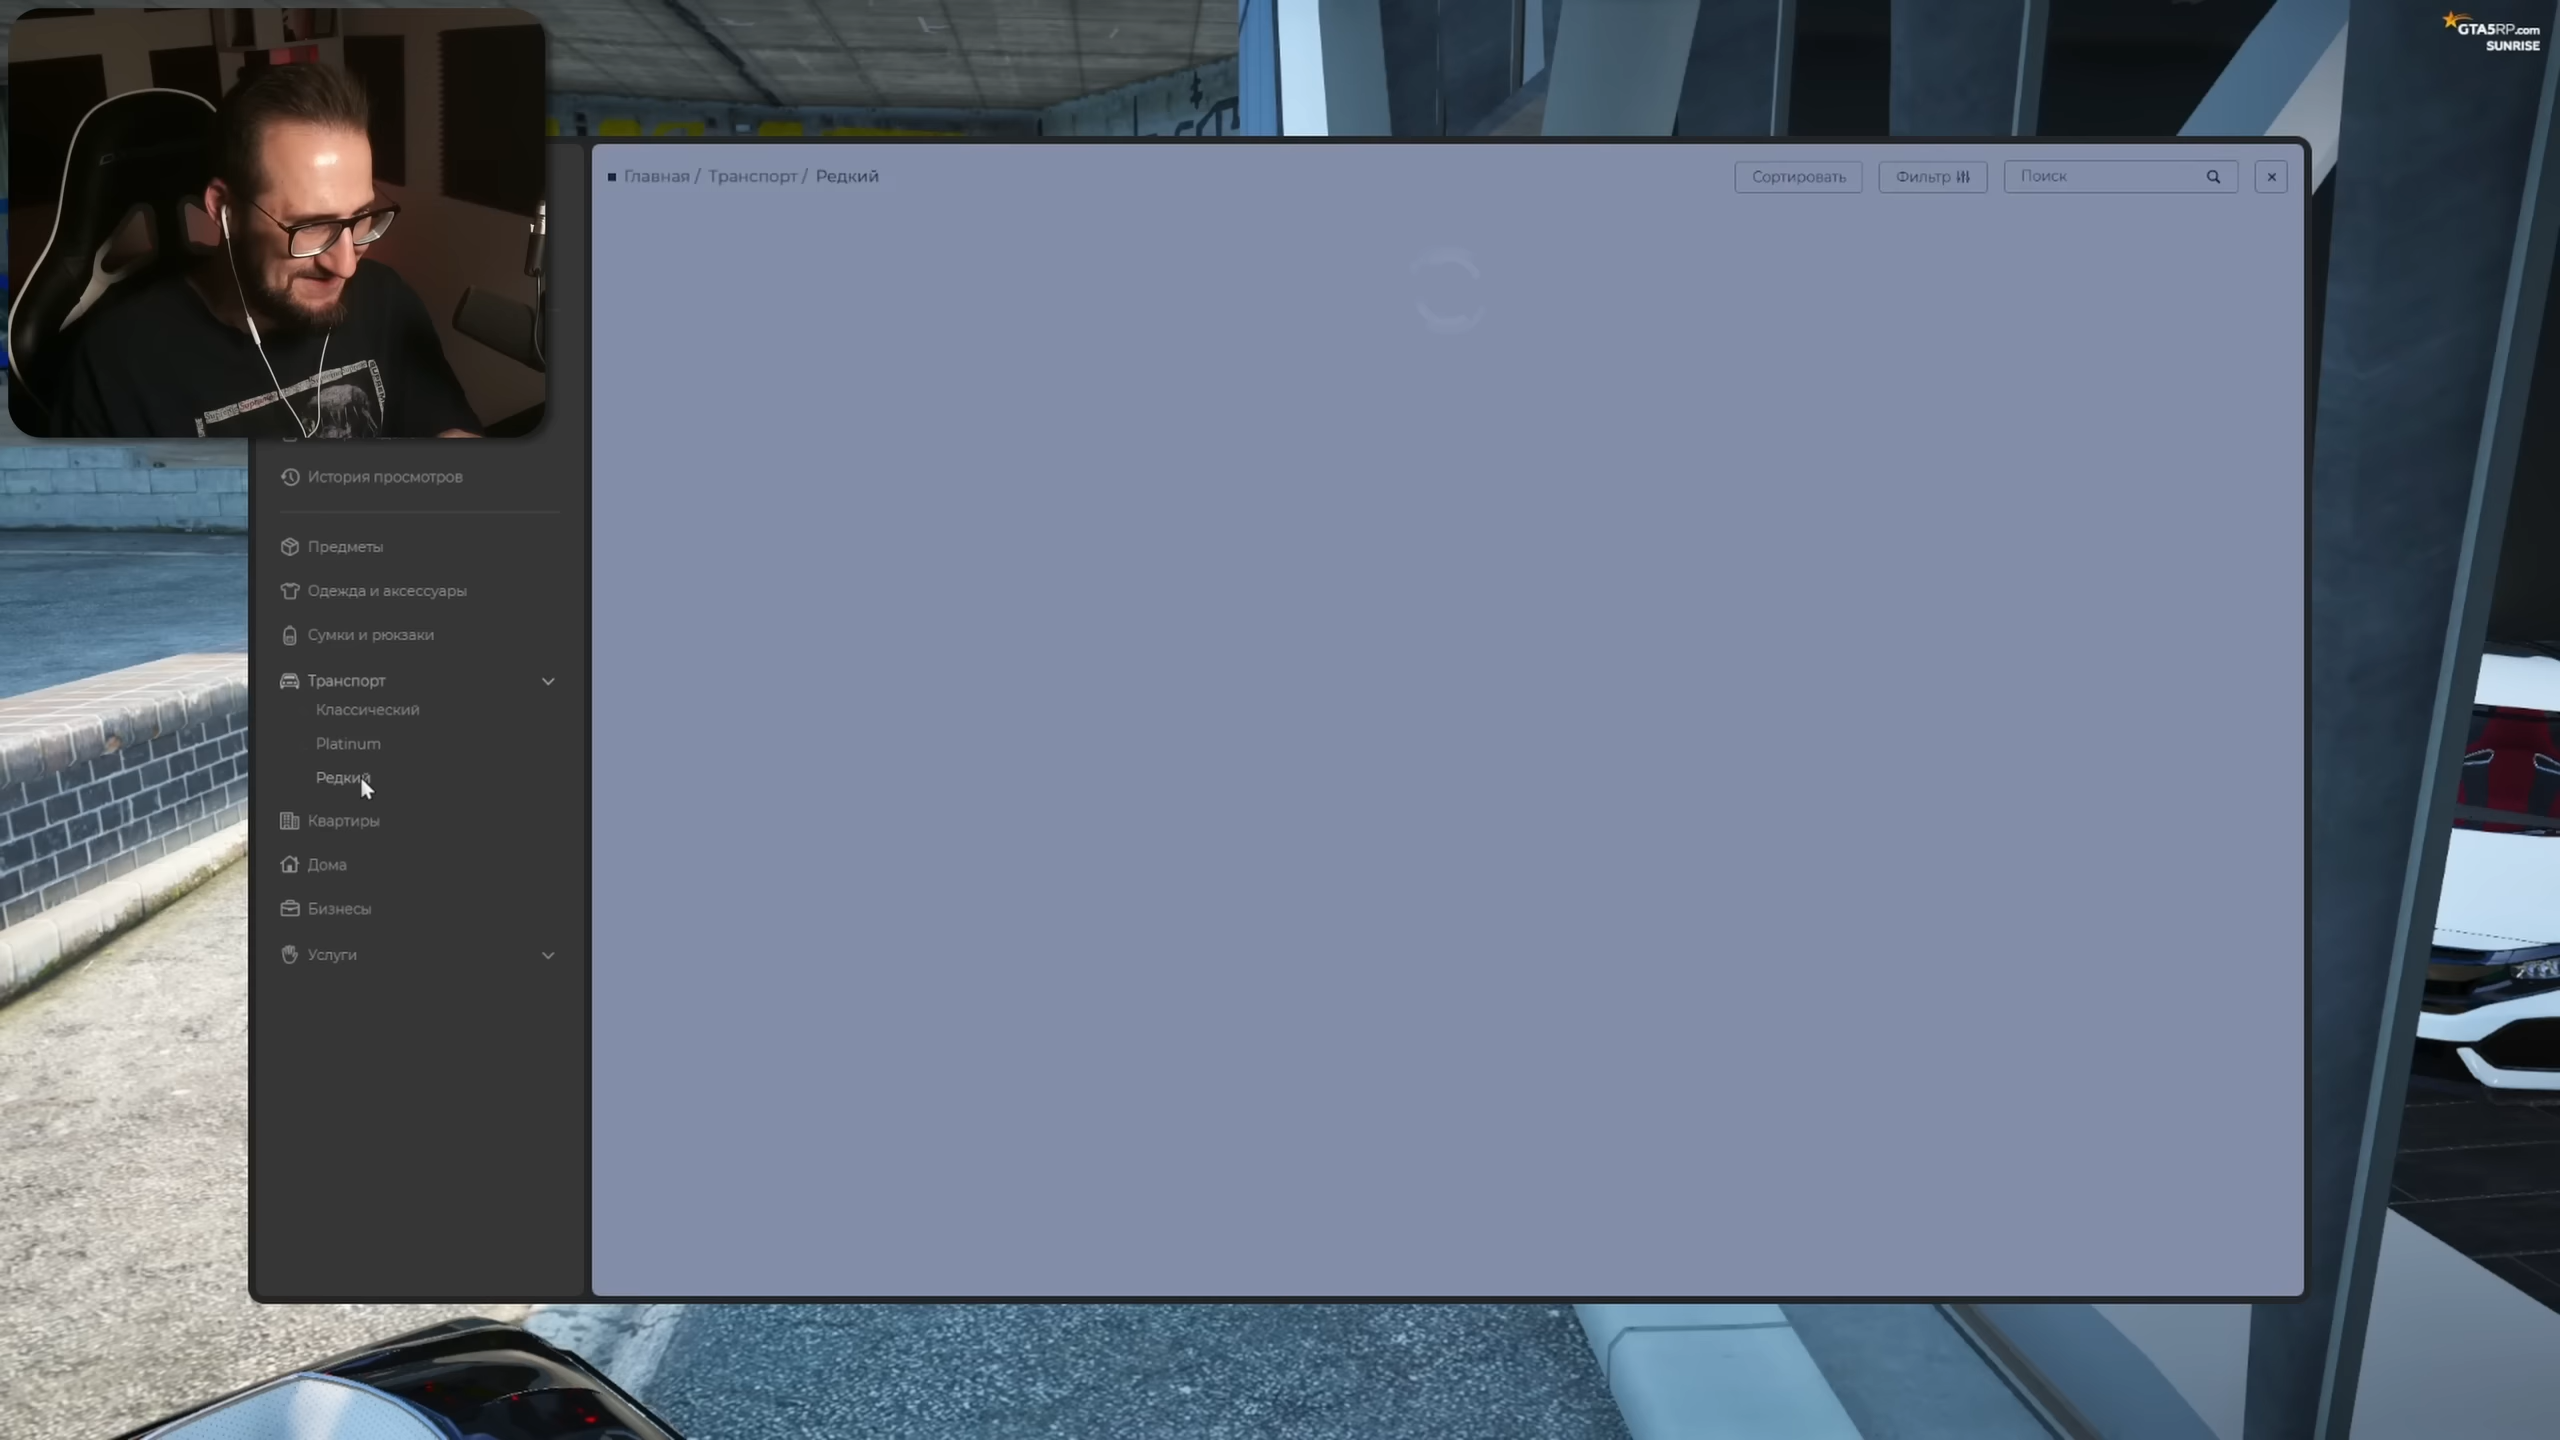 GTA5RP.com
SUNRISE
Главная / Транспорт / Редкий
Сортировать
Фильтр
Поиск
История просмотров
Предметы
Одежда и аксессуары
Сумки и рюкзаки
Транспорт
Классический
Platinum
Редкий
Квартиры
Дома
Бизнесы
Услуги